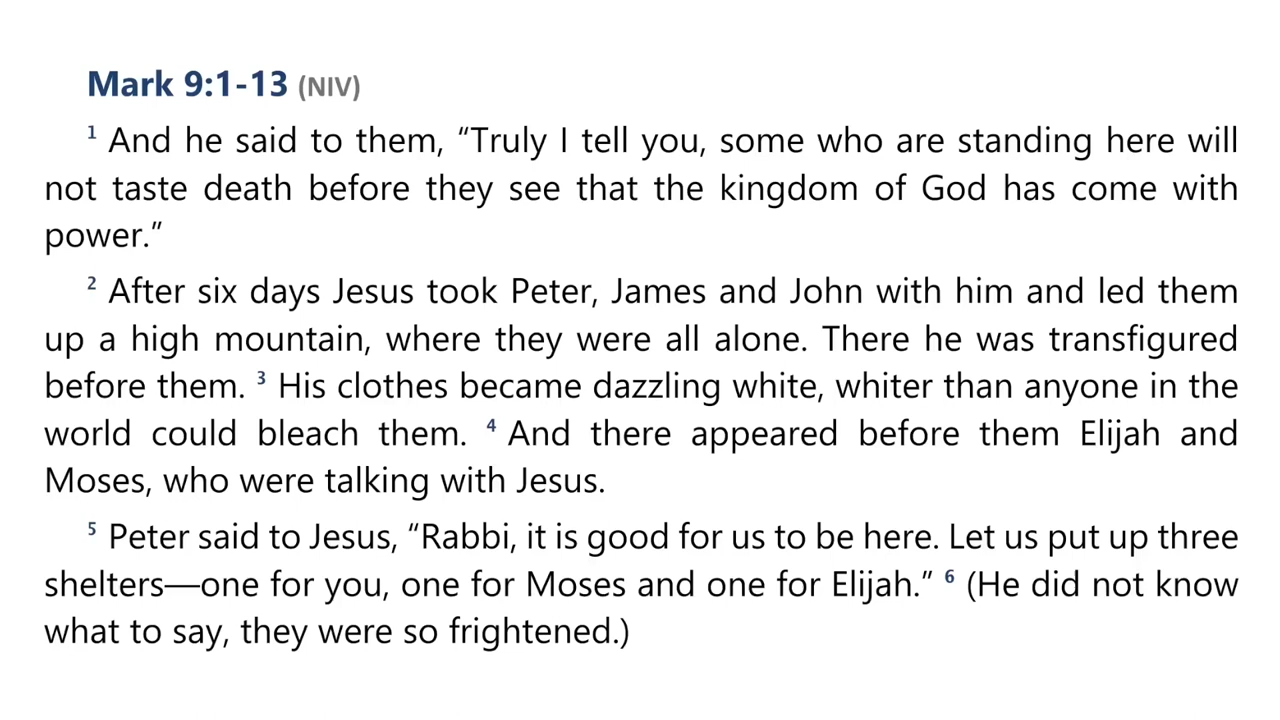 Mark 9:1-13 (NIV)
1 And he said to them, “Truly I tell you, some who are standing here will
not taste death before they see that the kingdom of God has come with
power.”
2 After six days Jesus took Peter, James and John with him and led them
up a high mountain, where they were all alone. There he was transfigured
before them. 3 His clothes became dazzling white, whiter than anyone in the
world could bleach them. 4 And there appeared before them Elijah and
Moses, who were talking with Jesus.
5 Peter said to Jesus, “Rabbi, it is good for us to be here. Let us put up three
shelters—one for you, one for Moses and one for Elijah.” 6 (He did not know
what to say, they were so frightened.)